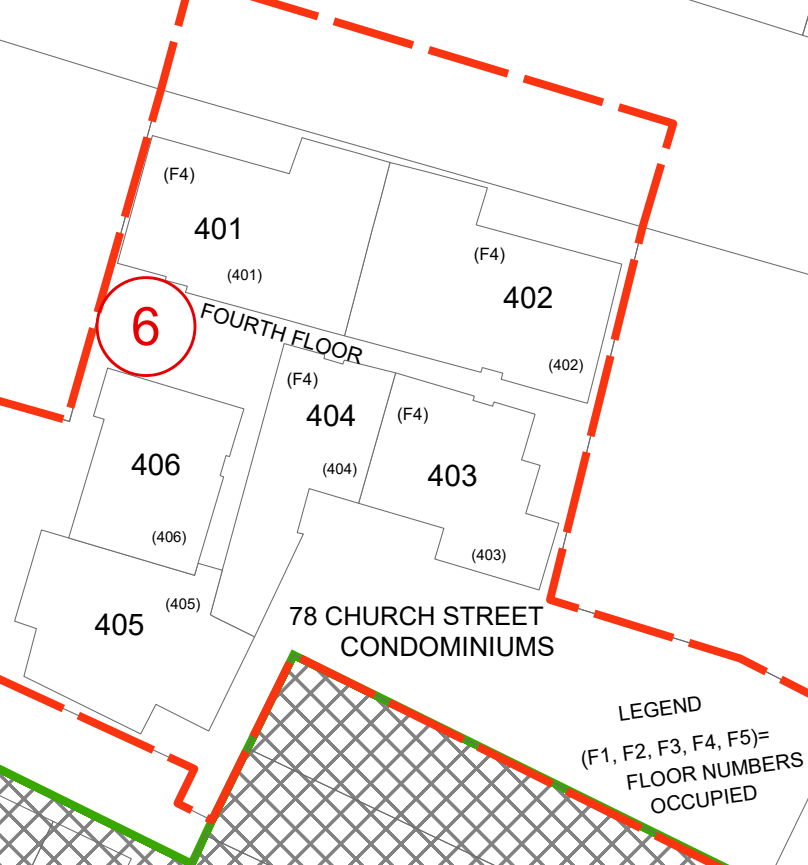 (F4)
401
(401)
(F4)
402
(402)
6
FOURTH FLOOR
(F4)
404
(404)
(F4)
403
(403)
406
(406)
(405)
405
78 CHURCH STREET
CONDOMINIUMS
LEGEND
(F1, F2, F3, F4, F5)=
FLOOR NUMBERS
OCCUPIED